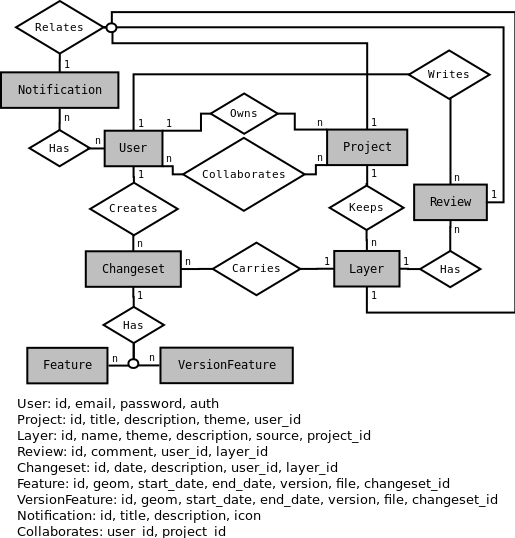 Relates
1
Notification
n
Has
n
Writes
1
1
Owns
n
1
User
Project
n
Collaborates
n
n
1
1
1
Creates
Keeps
Review
n
n
n
Changeset
n
Carries
1
Layer
1
Has
1
1
Has
Feature
n
n
VersionFeature
User: id, email, password, auth
Project: id, title, description, theme, user_id
Layer: id, name, theme, description, source, project_id
Review: id, comment, user_id, layer_id
Changeset: id, date, description, user_id, layer_id
Feature: id, geom, start_date, end_date, version, file, changeset_id
VersionFeature: id, geom, start_date, end_date, version, file, changeset_id
Notification: id, title, description, icon
Collaborates: user_id, project_id